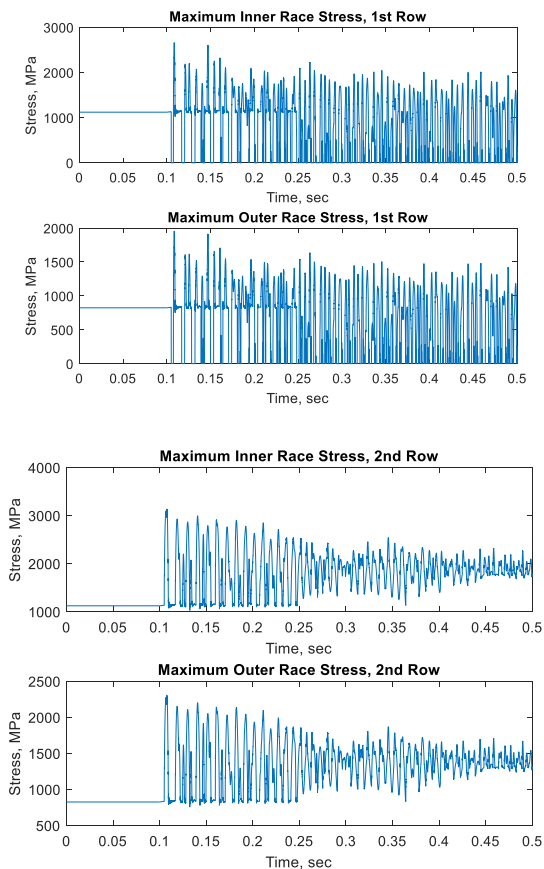 Maximum Inner Race Stress, 1st Row
Stress, MPa
3000
2000
1000
0
0 0.05 0.1 0.15 0.2 0.25 0.3 0.35 0.4 0.45 0.5
Time, sec
Maximum Outer Race Stress, 1st Row
Stress, MPa
2000
1500
1000
500
0
0 0.05 0.1 0.15 0.2 0.25 0.3 0.35 0.4 0.45 0.5
Time, sec
Maximum Inner Race Stress, 2nd Row
Stress, MPa
4000
3000
2000
1000
0 0.05 0.1 0.15 0.2 0.25 0.3 0.35 0.4 0.45 0.5
Time, sec
Maximum Outer Race Stress, 2nd Row
Stress, MPa
2500
2000
1500
1000
500
0 0.05 0.1 0.15 0.2 0.25 0.3 0.35 0.4 0.45 0.5
Time, sec